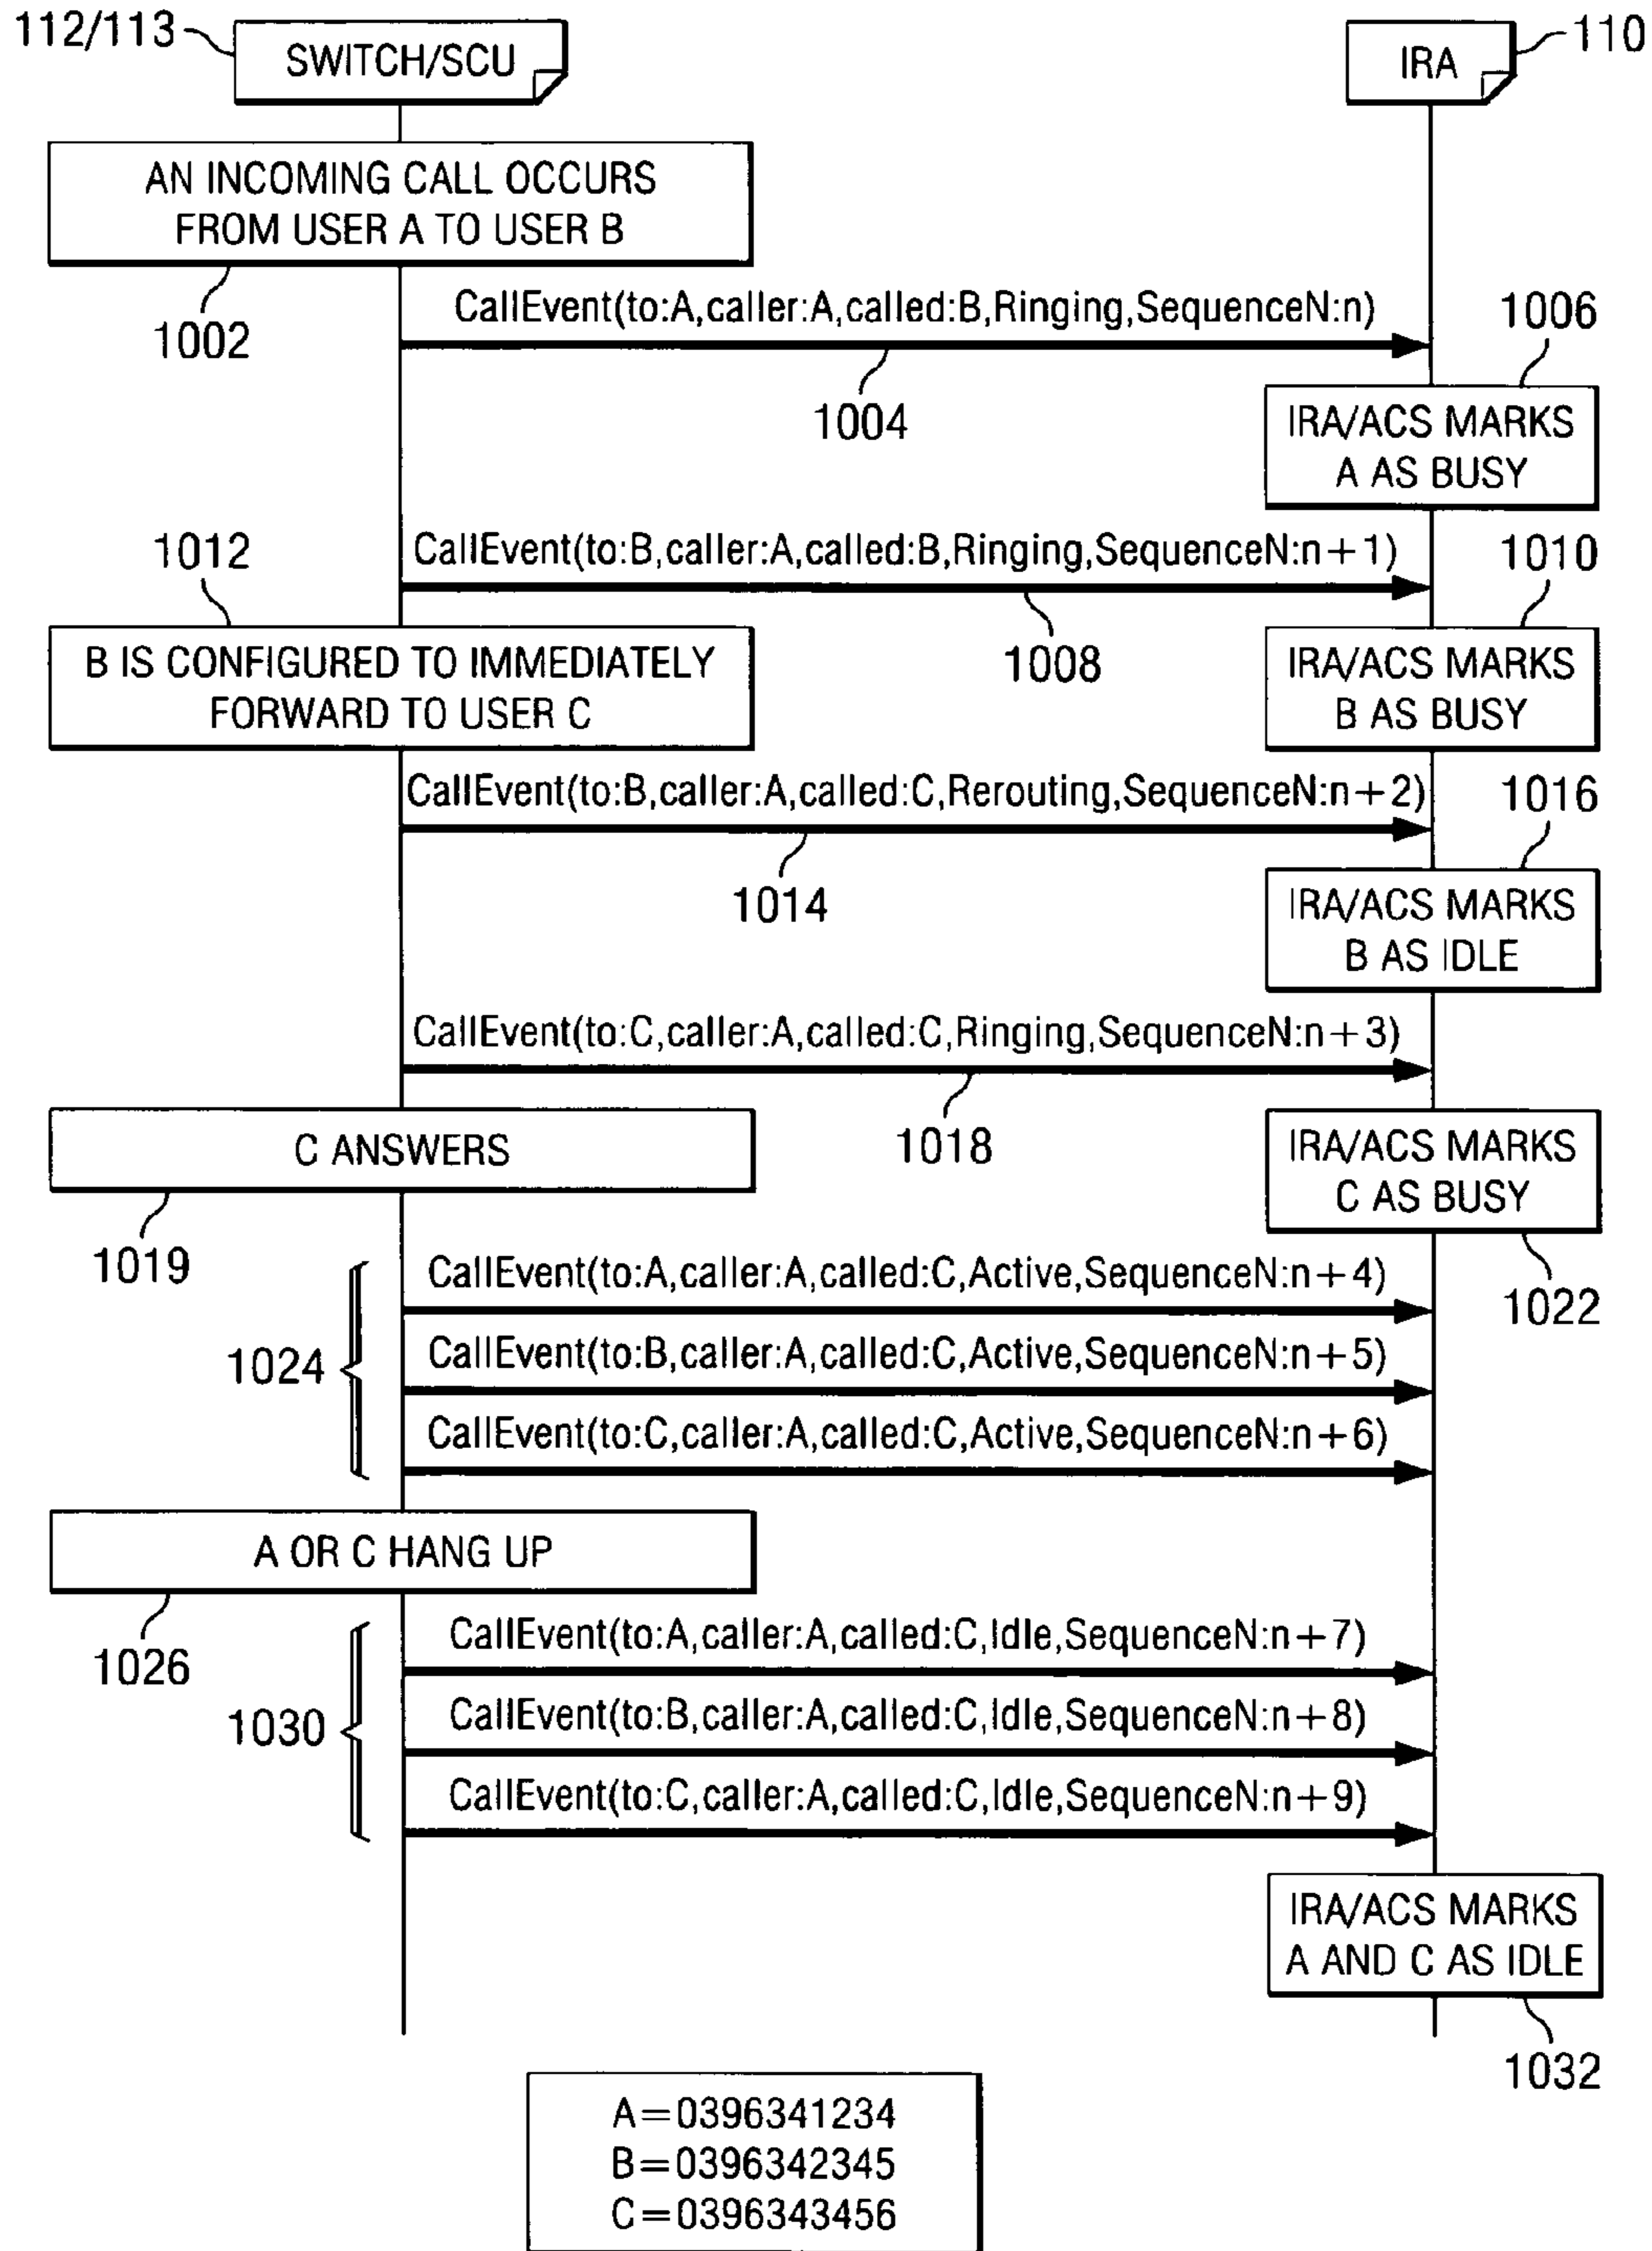 112/113
SWITCH/SCU
IRA
110
AN INCOMING CALL OCCURS
FROM USER A TO USER B
1002
CallEvent(to:A,caller:A,called:B,Ringing,SequenceN:n)
1004
1006
IRA/ACS MARKS
A AS BUSY
1012
CallEvent(to:B,caller:A,called:B,Ringing,SequenceN:n+1)
1008
1010
B IS CONFIGURED TO IMMEDIATELY
FORWARD TO USER C
IRA/ACS MARKS
B AS BUSY
CallEvent(to:B,caller:A,called:C,Rerouting,SequenceN:n+2)
1014
1016
IRA/ACS MARKS
B AS IDLE
CallEvent(to:C,caller:A,called:C,Ringing,SequenceN:n+3)
1018
C ANSWERS
1019
IRA/ACS MARKS
C AS BUSY
1022
1024
CallEvent(to:A,caller:A,called:C,Active,SequenceN:n+4)
CallEvent(to:B,caller:A,called:C,Active,SequenceN:n+5)
CallEvent(to:C,caller:A,called:C,Active,SequenceN:n+6)
A OR C HANG UP
1026
1030
CallEvent(to:A,caller:A,called:C,Idle,SequenceN:n+7)
CallEvent(to:B,caller:A,called:C,Idle,SequenceN:n+8)
CallEvent(to:C,caller:A,called:C,Idle,SequenceN:n+9)
IRA/ACS MARKS
A AND C AS IDLE
1032
A=0396341234
B=0396342345
C=0396343456